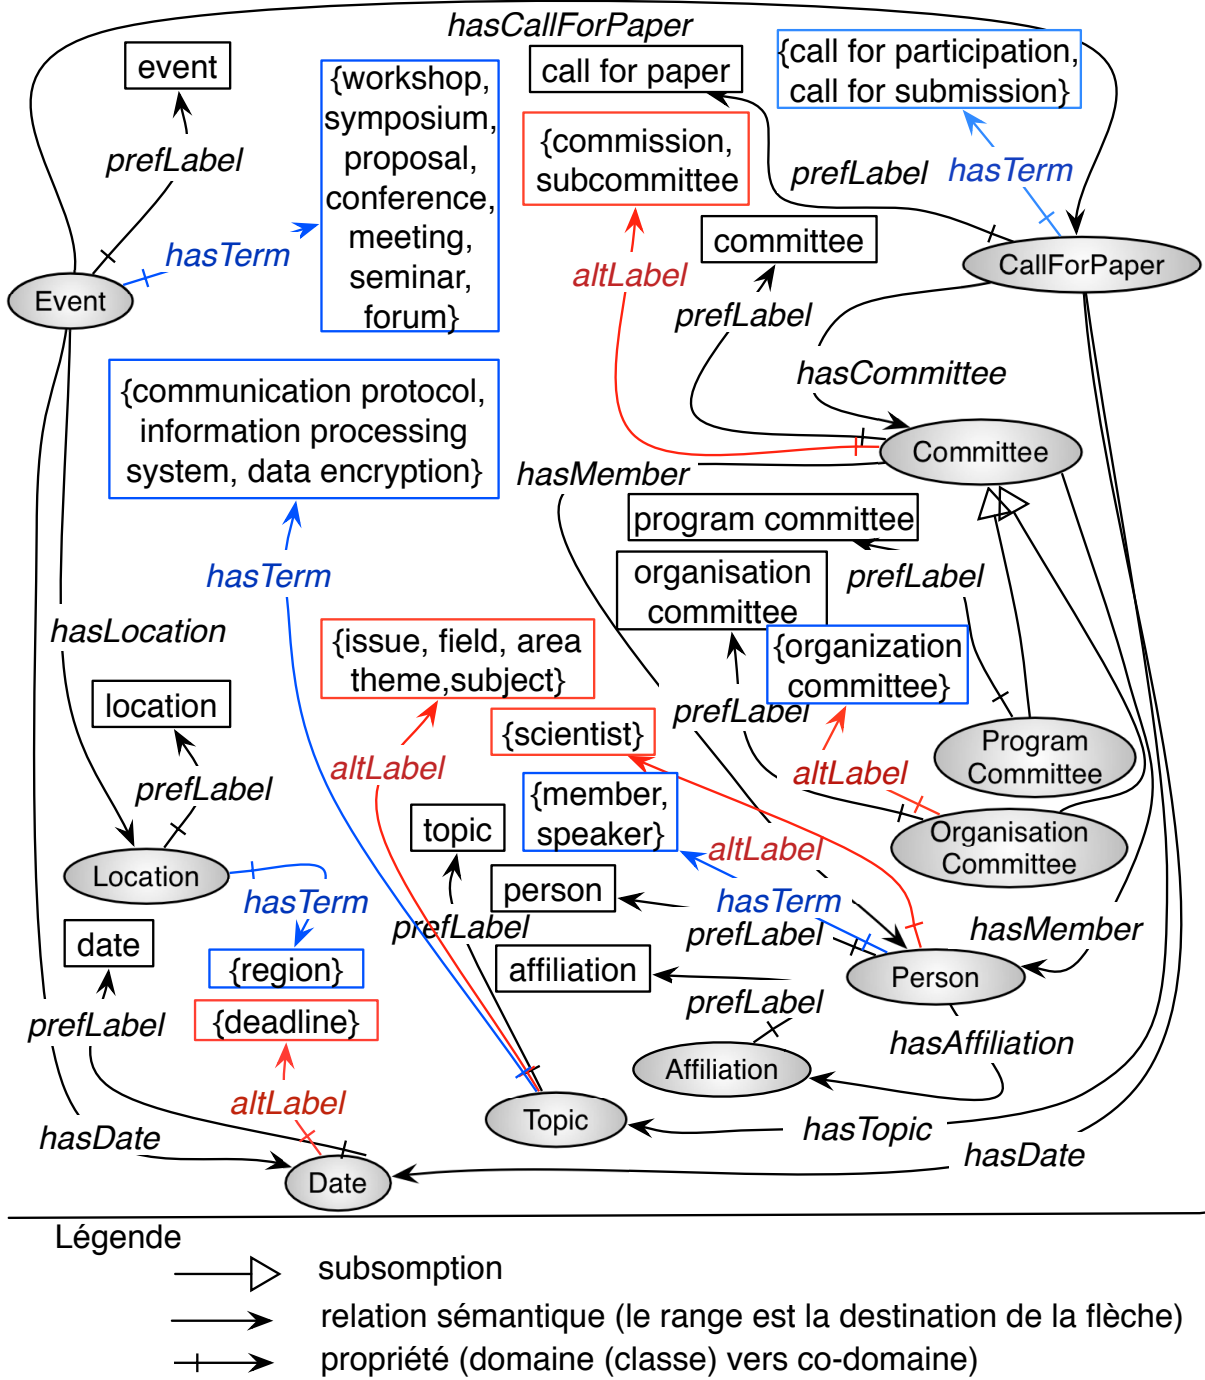 hasCallForPaper
event
{workshop,
symposium,
proposal,
conference,
meeting,
seminar,
forum}
call for paper
{call for participation,
call for submission}
prefLabel
{commission,
subcommittee}
prefLabel
hasTerm
committee
hasTerm
altLabel
CallForPaper
Event
prefLabel
hasCommittee
{communication protocol,
information processing
system, data encryption}
Committee
hasMember
program committee
hasTerm
organisation
committee
prefLabel
hasLocation
{issue, field, area
theme,subject}
{organization
committee}
location
prefLabel
{scientist}
Program
Committee
altLabel
altLabel
prefLabel
{member,
speaker}
topic
Organisation
Committee
altLabel
Location
person
hasTerm
hasTerm
prefLabel
date
prefLabel
hasMember
{region}
affiliation
Person
prefLabel
{deadline}
prefLabel
hasAffiliation
Affiliation
altLabel
Topic
hasTopic
hasDate
hasDate
Date
Légende
subsomption
relation sémantique (le range est la destination de la flèche)
propriété (domaine (classe) vers co-domaine)